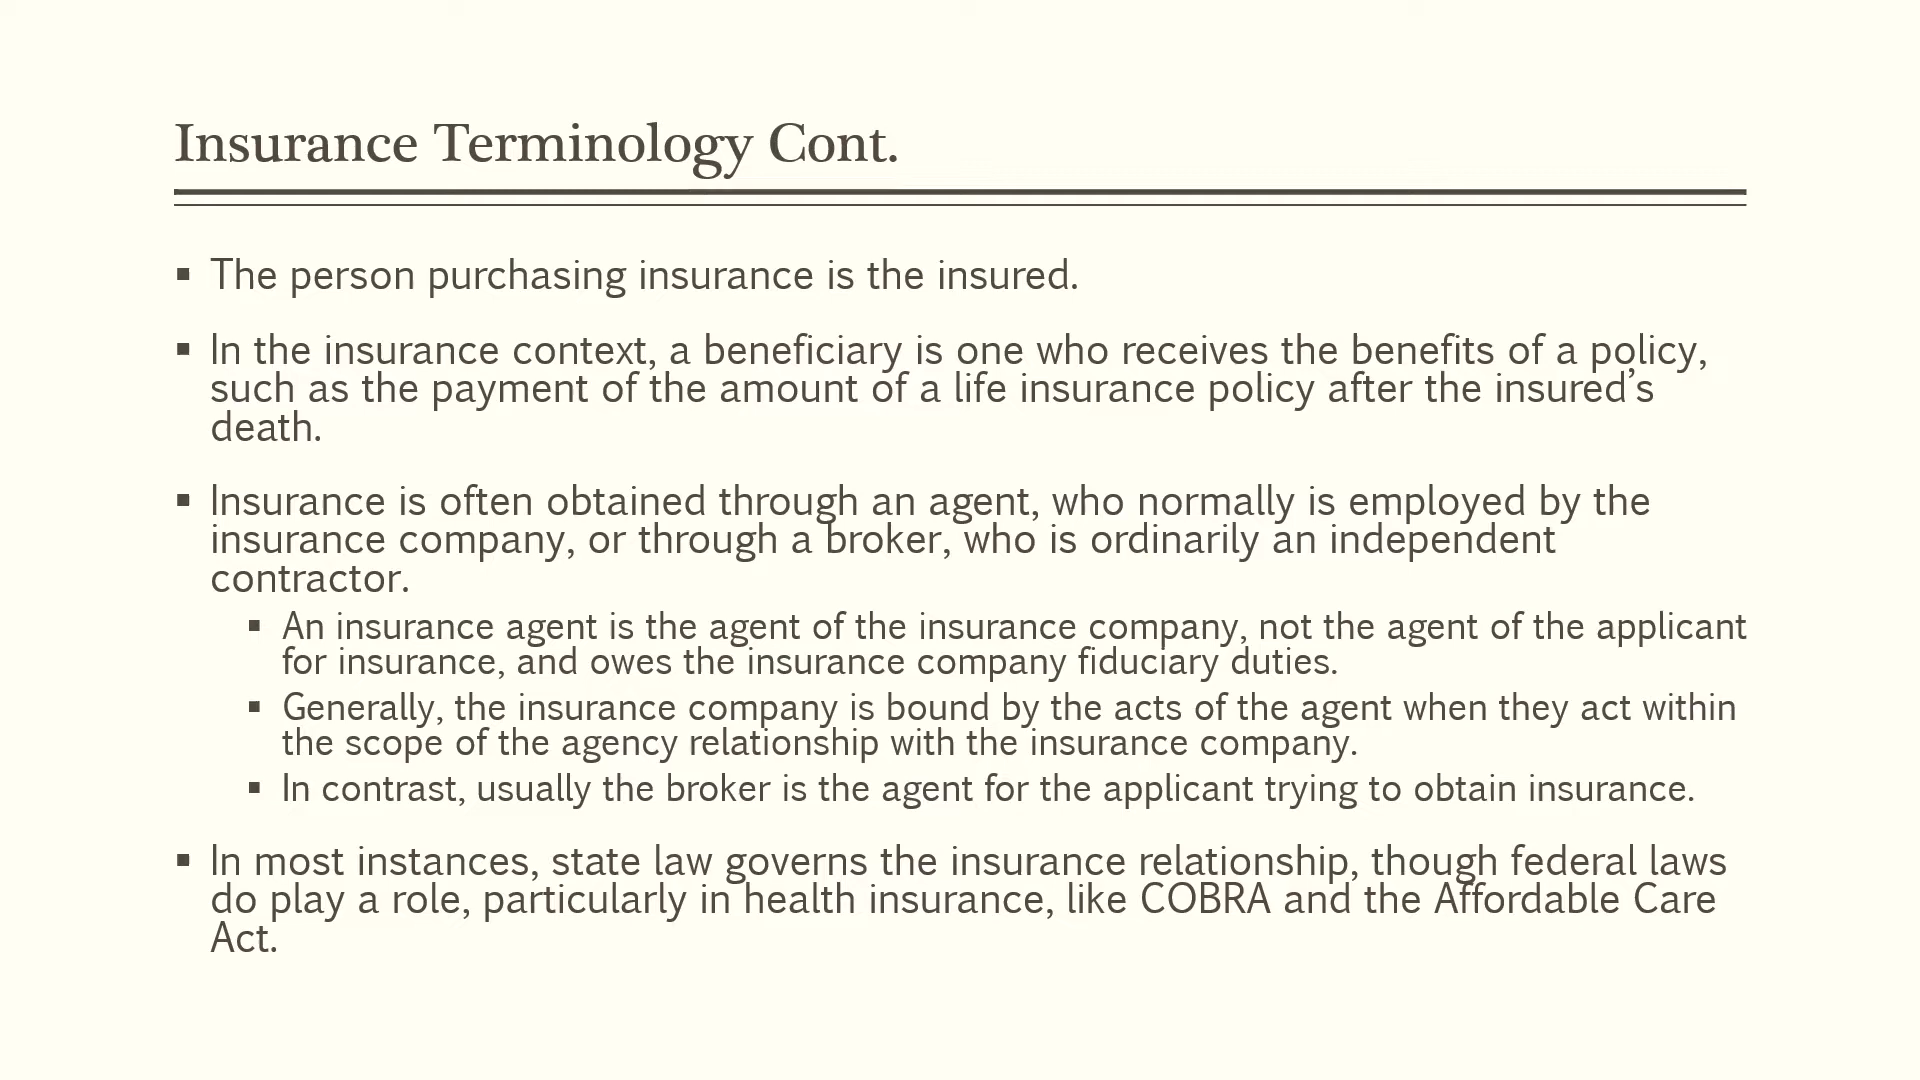 Insurance Terminology Cont.
▪ The person purchasing insurance is the insured.
▪ In the insurance context, a beneficiary is one who receives the benefits of a policy,
such as the payment of the amount of a life insurance policy after the insured’s
death.
▪ Insurance is often obtained through an agent, who normally is employed by the
insurance company, or through a broker, who is ordinarily an independent
contractor.
▪ An insurance agent is the agent of the insurance company, not the agent of the applicant
for insurance, and owes the insurance company fiduciary duties.
▪ Generally, the insurance company is bound by the acts of the agent when they act within
the scope of the agency relationship with the insurance company.
▪ In contrast, usually the broker is the agent for the applicant trying to obtain insurance.
▪ In most instances, state law governs the insurance relationship, though federal laws
do play a role, particularly in health insurance, like COBRA and the Affordable Care
Act.